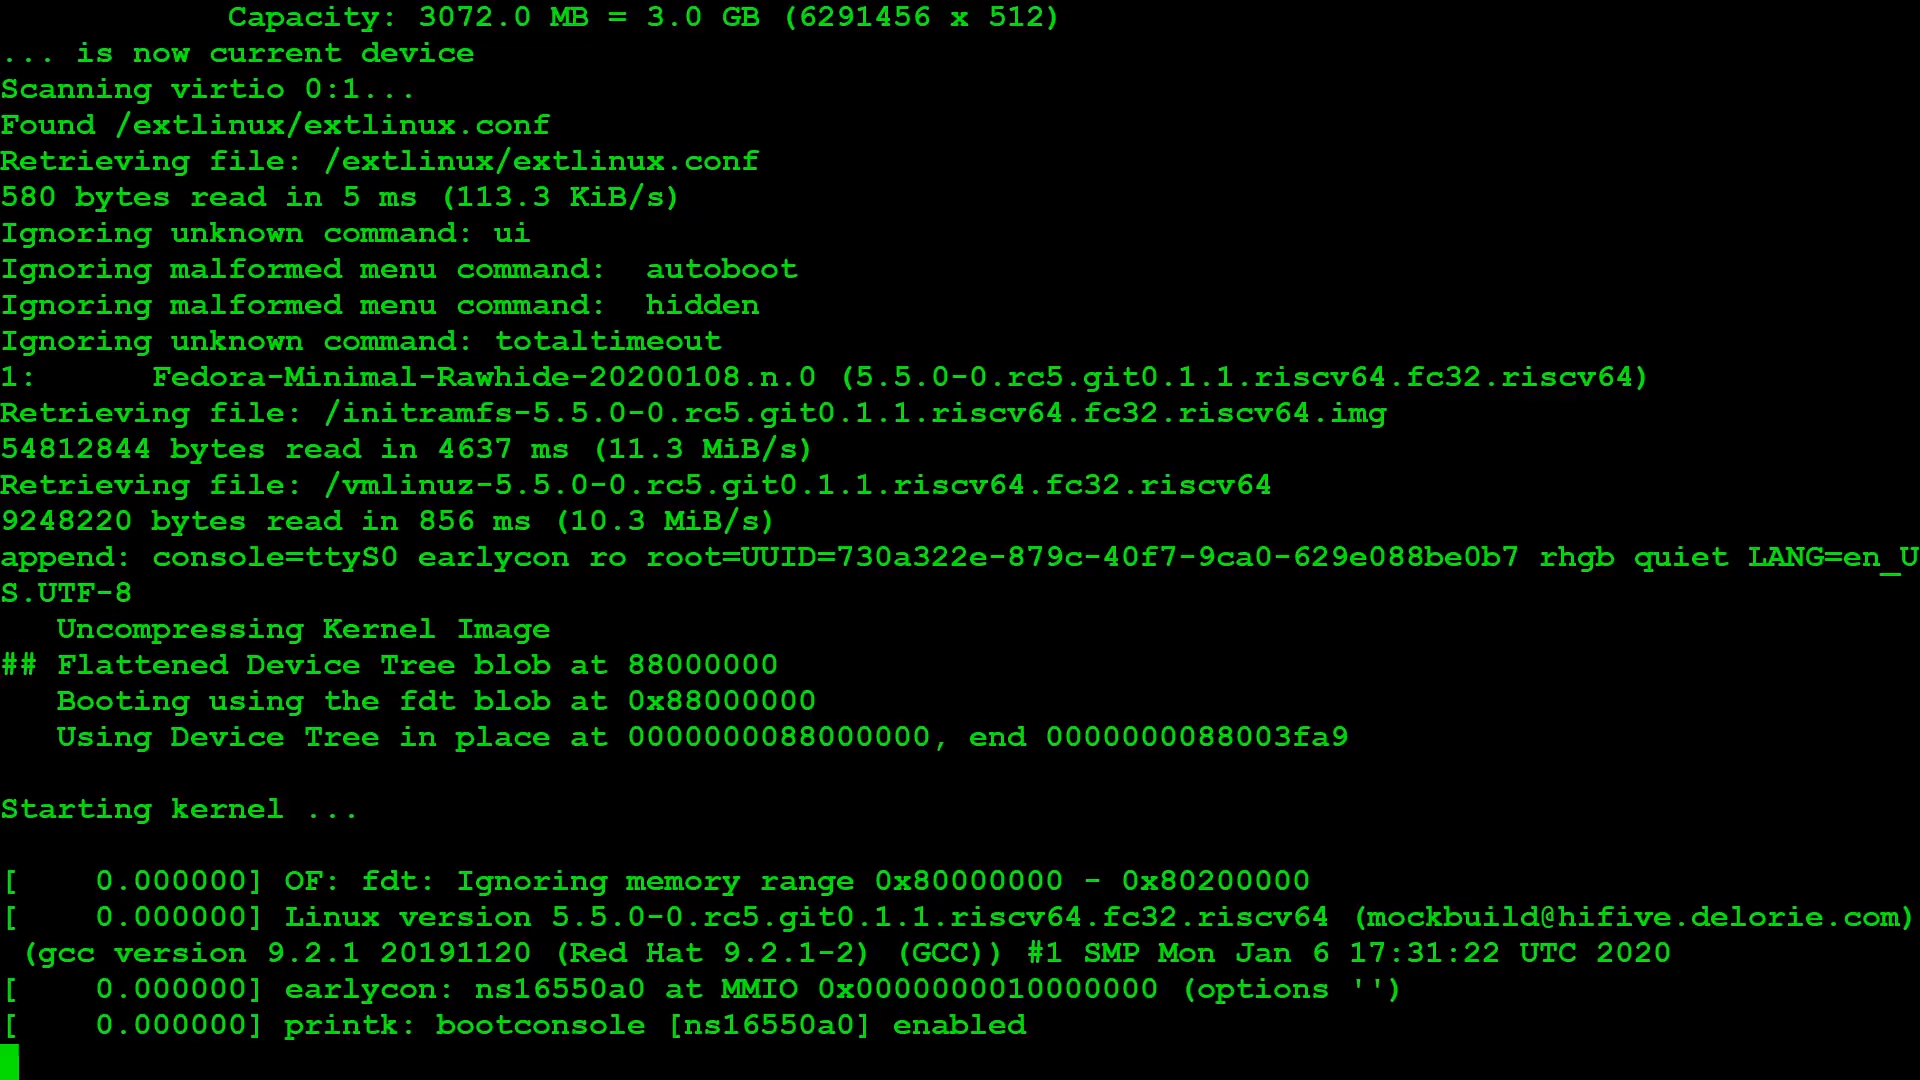 Capacity: 3072.0 MB = 3.0 GB (6291456 x 512)
... is now current device
Scanning virtio 0:1...
Found /extlinux/extlinux.conf
Retrieving file: /extlinux/extlinux.conf
580 bytes read in 5 ms (113.3 KiB/s)
Ignoring unknown command: ui
Ignoring malformed menu command:  autoboot
Ignoring malformed menu command:  hidden
Ignoring unknown command: totaltimeout
1:      Fedora-Minimal-Rawhide-20200108.n.0 (5.5.0-0.rc5.git0.1.1.riscv64.fc32.riscv64)
Retrieving file: /initramfs-5.5.0-0.rc5.git0.1.1.riscv64.fc32.riscv64.img
54812844 bytes read in 4637 ms (11.3 MiB/s)
Retrieving file: /vmlinuz-5.5.0-0.rc5.git0.1.1.riscv64.fc32.riscv64
9248220 bytes read in 856 ms (10.3 MiB/s)
append: console=ttyS0 earlycon ro root=UUID=730a322e-879c-40f7-9ca0-629e088be0b7 rhgb quiet LANG=en_U
S.UTF-8
   Uncompressing Kernel Image
## Flattened Device Tree blob at 88000000
   Booting using the fdt blob at 0x88000000
   Using Device Tree in place at 0000000088000000, end 0000000088003fa9
Starting kernel ...
[    0.000000] OF: fdt: Ignoring memory range 0x80000000 - 0x80200000
[    0.000000] Linux version 5.5.0-0.rc5.git0.1.1.riscv64.fc32.riscv64 (mockbuild@hifive.delorie.com)
 (gcc version 9.2.1 20191120 (Red Hat 9.2.1-2) (GCC)) #1 SMP Mon Jan 6 17:31:22 UTC 2020
[    0.000000] earlycon: ns16550a0 at MMIO 0x0000000010000000 (options '')
[    0.000000] printk: bootconsole [ns16550a0] enabled